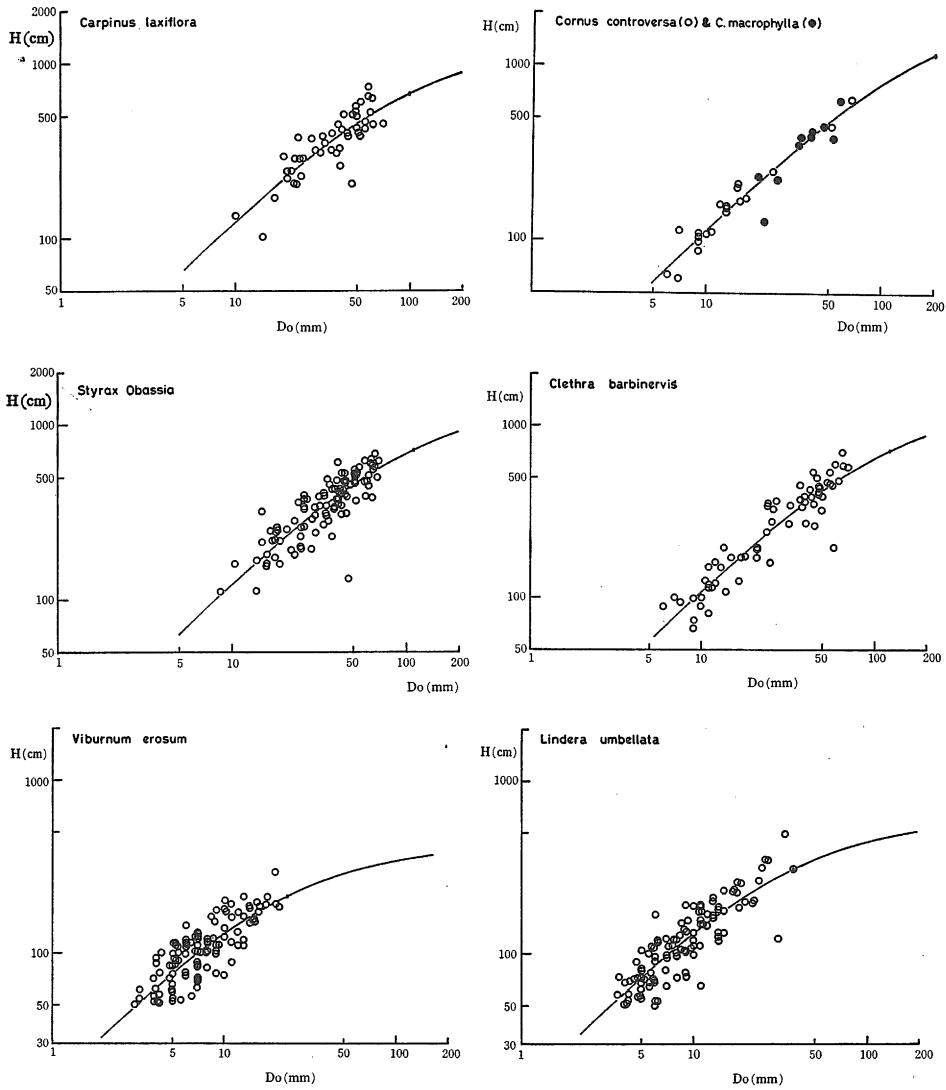 Carpinus laxiflora
2000
H(cm)
1000
500
100
50
1 5 10 50 100 200
Do(mm)
Cornus controversa(o) & C. macrophylla(●)
H(cm)
1000
500
100
5 10 50 100 200
Do(mm)
Styrax Obassia
2000
H(cm)
1000
500
100
50
1 5 10 50 100 200
Do(mm)
Clethra barbinervis
H(cm)
1000
500
100
50
1 5 10 50 100 200
Do(mm)
Viburnum erosum
H(cm)
1000
100
50
30
5 10 50 100 200
Do(mm)
Lindera umbellata
H(cm)
1000
100
50
30
1 5 10 50 100 200
Do(mm)